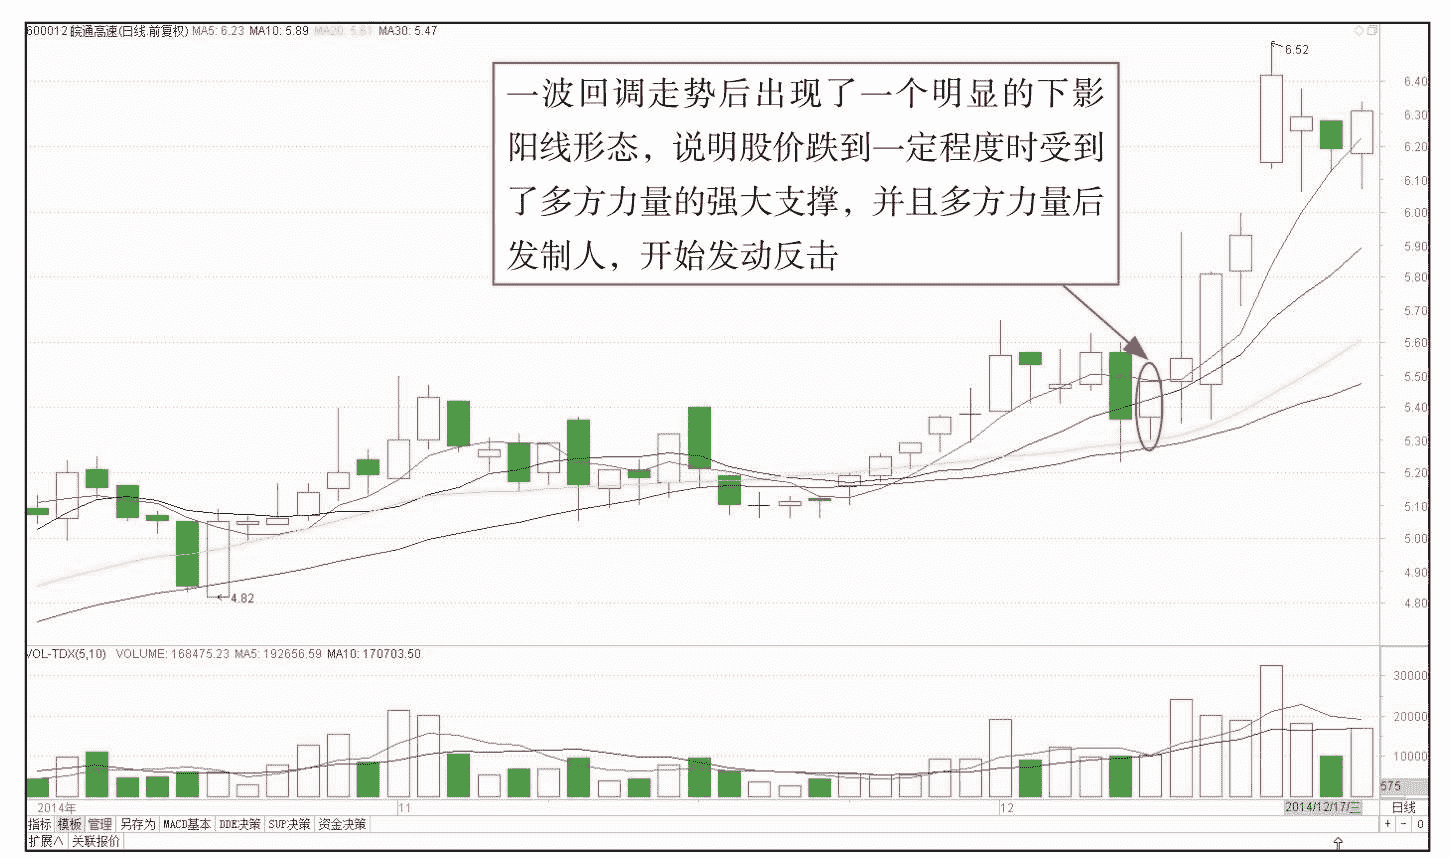 600012 皖通高速(日线.前复权) MA5: 6.23 MA10: 5.89 MA20: 5.61 MA30: 5.47
6.52
一波回调走势后出现了一个明显的下影
阳线形态，说明股价跌到一定程度时受到
了多方力量的强大支撑，并且多方力量后
发制人，开始发动反击
6.40
6.30
6.20
6.10
6.00
5.90
5.80
5.70
5.60
5.50
5.40
5.30
5.20
5.10
5.00
4.90
4.80
4.82
VOL-TDX(5,10) VOLUME: 168475.23 MA5: 192656.59 MA10: 170703.50
30000
20000
10000
575
2014年 11 12 2014/12/17/三 日线
指标 模板 管理 另存为 MACD基本 DDE决策 SUP决策 资金决策 + - 0
扩展∧ 关联报价